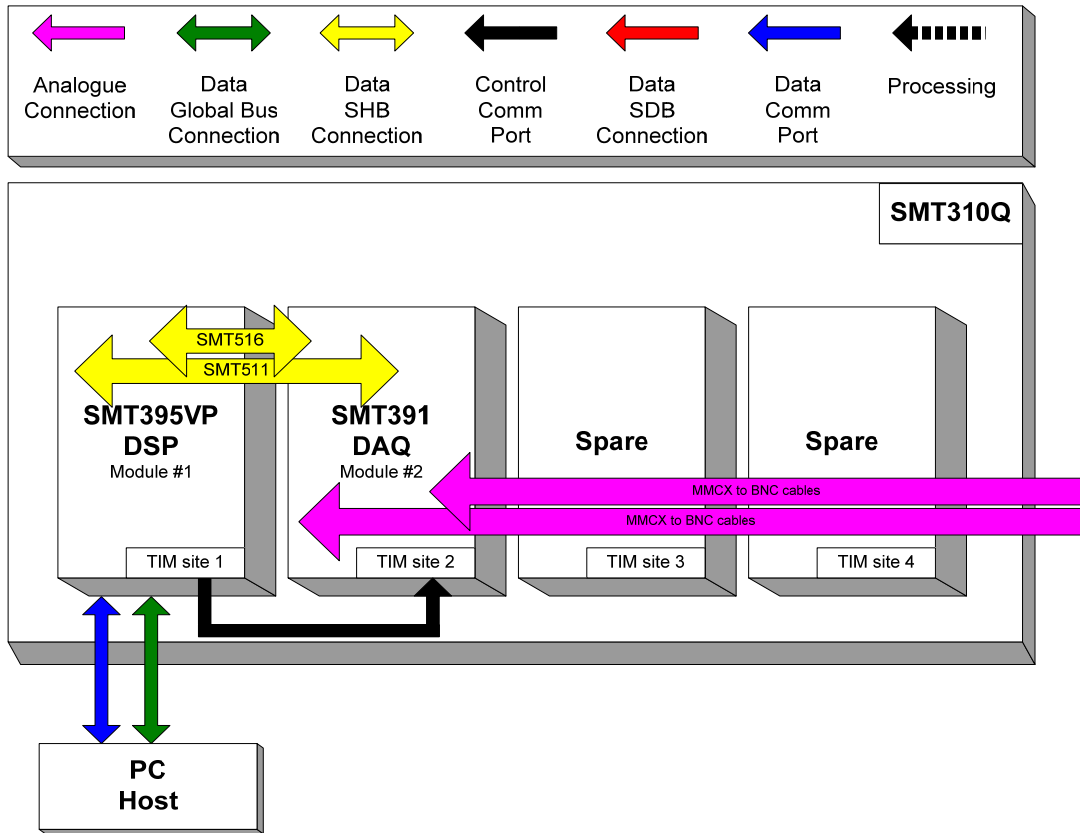 Analogue
Connection
Data
Global Bus
Connection
Data
SHB
Connection
Control
Comm
Port
Data
SDB
Connection
Data
Comm
Port
Processing
SMT310Q
SMT516
SMT511
SMT395VP
DSP
Module #1
SMT391
DAQ
Module #2
Spare
Spare
MMCX to BNC cables
MMCX to BNC cables
TIM site 1
TIM site 2
TIM site 3
TIM site 4
PC
Host